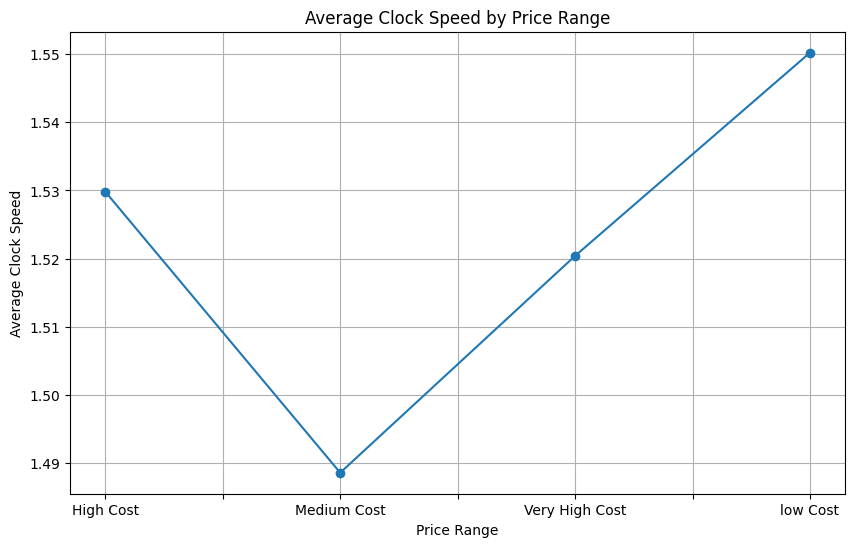 Average Clock Speed by Price Range
1.55
1.54
1.53
1.52
1.51
1.50
1.49
Average Clock Speed
High Cost
Medium Cost
Very High Cost
low Cost
Price Range